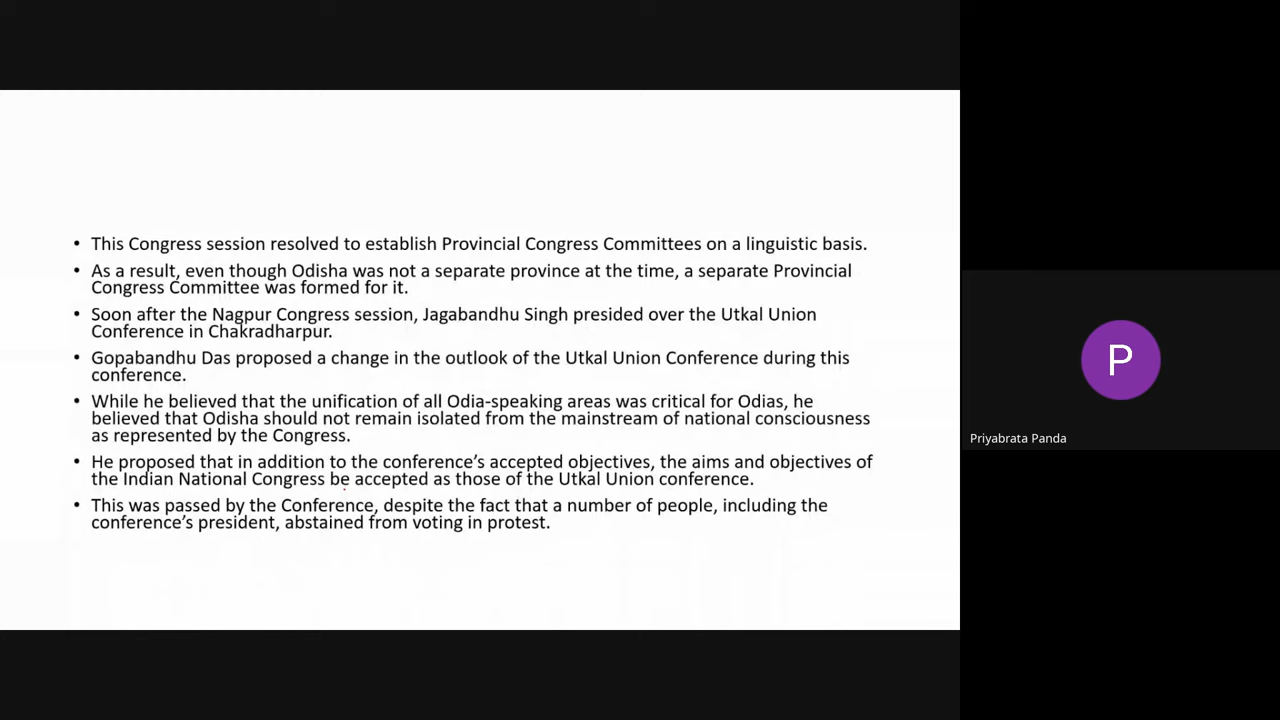 • This Congress session resolved to establish Provincial Congress Committees on a linguistic basis.
• As a result, even though Odisha was not a separate province at the time, a separate Provincial
Congress Committee was formed for it.
• Soon after the Nagpur Congress session, Jagabandhu Singh presided over the Utkal Union
Conference in Chakradharpur.
• Gopabandhu Das proposed a change in the outlook of the Utkal Union Conference during this
conference.
• While he believed that the unification of all Odia-speaking areas was critical for Odias, he
believed that Odisha should not remain isolated from the mainstream of national consciousness
as represented by the Congress.
• He proposed that in addition to the conference’s accepted objectives, the aims and objectives of
the Indian National Congress be accepted as those of the Utkal Union conference.
• This was passed by the Conference, despite the fact that a number of people, including the
conference’s president, abstained from voting in protest.
P
Priyabrata Panda